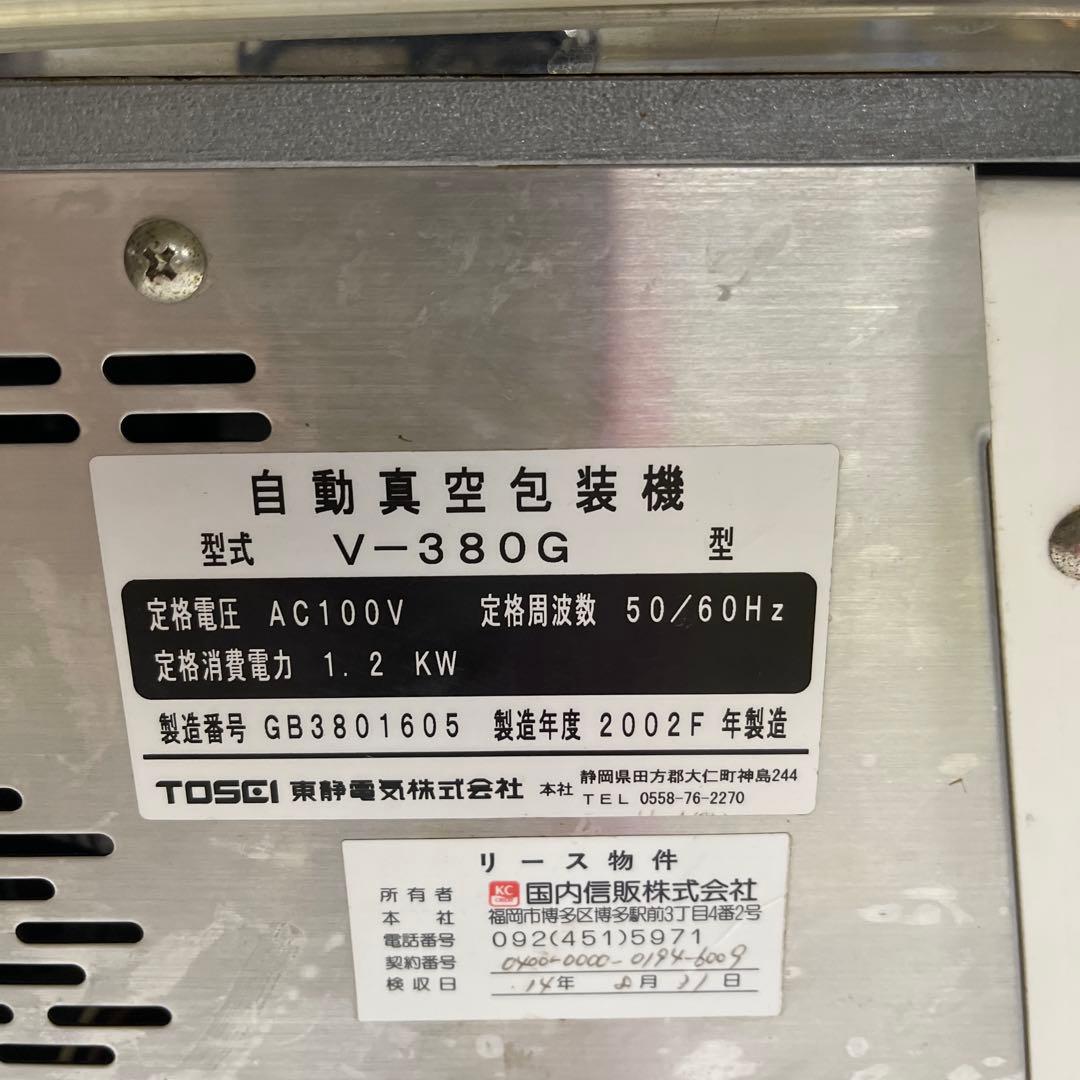 自動真空包装機
型式 V-380G 型
定格電圧 AC100V 定格周波数 50/60Hz
定格消費電力 1.2 KW
製造番号 GB3801605 製造年度 2002F 年製造
TOSEI 東静電気株式会社 本社 静岡県田方郡大仁町神島244
TEL 0558-76-2270
リース物件
所有者 KC 国内信販株式会社
本社 福岡市博多区博多駅前3丁目4番2号
電話番号 092(451)5971
契約番号 0400-0000-0194-6009
検収日 14年 8月 31日